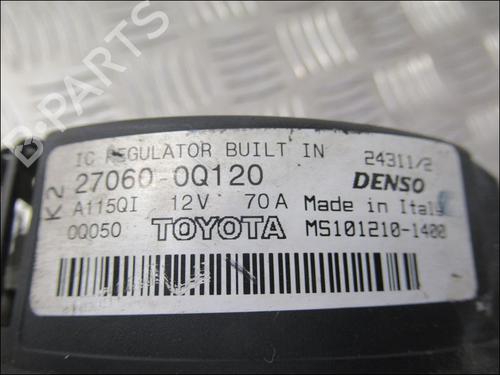 B-PARTS
IC REGULATOR BUILT IN 24311/2
K2
27060-0Q120 DENSO
A115QI 12V 70A Made in Italy
0Q050 TOYOTA MS101210-1400